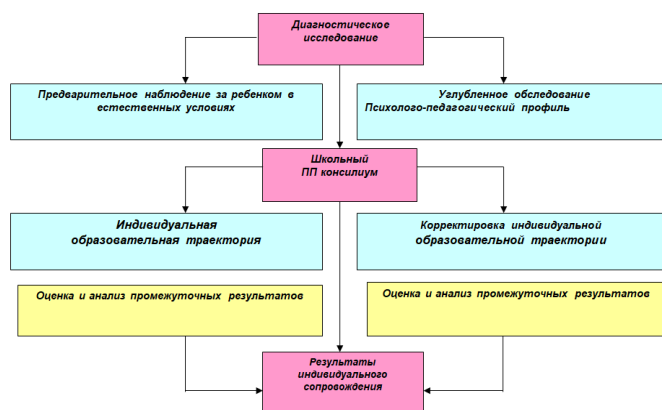 Диагностическое
исследование
Предварительное наблюдение за ребенком в
естественных условиях
Углубленное обследование
Психолого-педагогический профиль
Школьный
ПП консилиум
Индивидуальная
образовательная траектория
Корректировка индивидуальной
образовательной траектории
Оценка и анализ промежуточных результатов
Оценка и анализ промежуточных результатов
Результаты
индивидуального
сопровождения